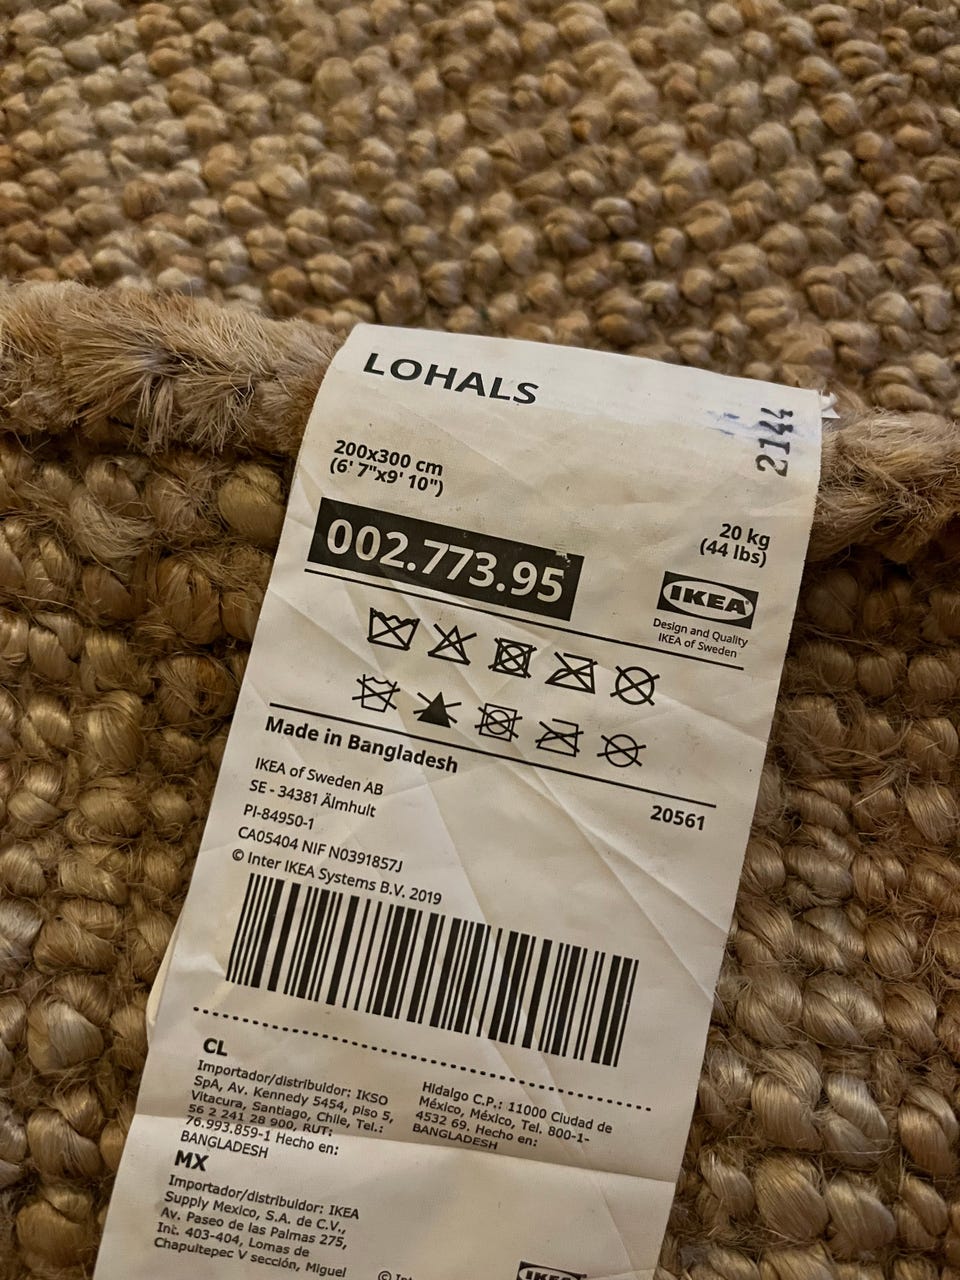 LOHALS
2144
200x300 cm
(6' 7"x9' 10")
20 kg
(44 lbs)
002.773.95
IKEA
Design and Quality
IKEA of Sweden
Made in Bangladesh
20561
IKEA of Sweden AB
SE - 34381 Älmhult
PI-84950-1
CA05404 NIF N0391857J
© Inter IKEA Systems B.V. 2019
CL
Importador/distribuidor: IKSO
SpA, Av. Kennedy 5454, piso 5,
Vitacura, Santiago, Chile, Tel.:
56 2 241 28 900, RUT:
76.993.859-1 Hecho en:
BANGLADESH
MX
Importador/distribuidor: IKEA
Supply Mexico, S.A. de C.V.,
Av. Paseo de las Palmas 275,
Int. 403-404, Lomas de
Chapultepec V sección, Miguel
Hidalgo C.P.: 11000 Ciudad de
México, México, Tel. 800-1-
4532 69. Hecho en:
BANGLADESH
IKEA